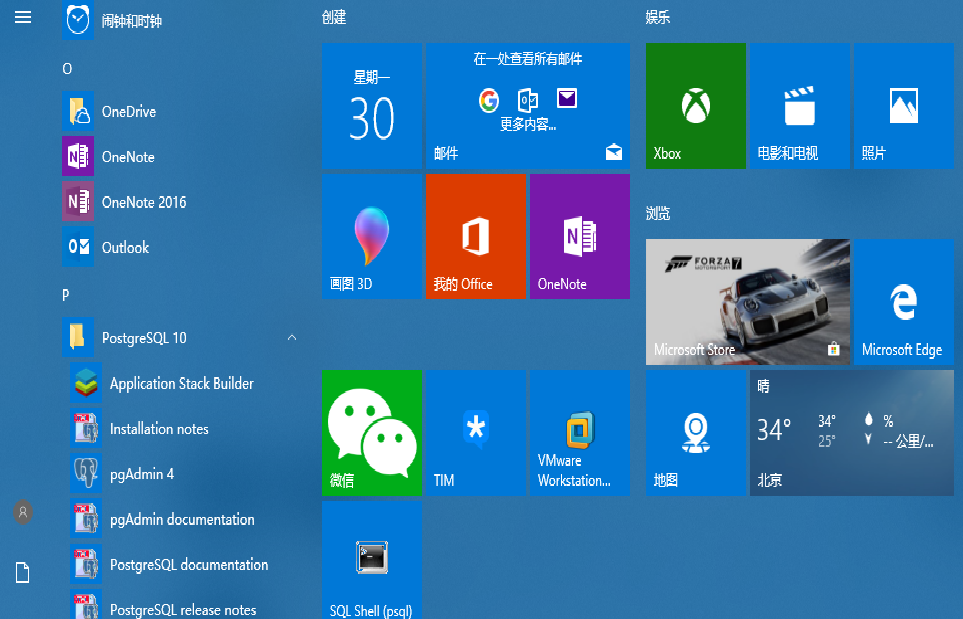 闹钟和时钟
O
OneDrive
OneNote
OneNote 2016
Outlook
P
PostgreSQL 10
Application Stack Builder
Installation notes
pgAdmin 4
pgAdmin documentation
PostgreSQL documentation
PostgreSQL release notes
创建
星期一
30
在一处查看所有邮件
更多内容...
邮件
画图 3D
我的 Office
OneNote
微信
TIM
VMware
Workstation...
SQL Shell (psql)
娱乐
Xbox
电影和电视
照片
浏览
FORZA 7
MOTORSPORT
Microsoft Store
Microsoft Edge
地图
晴
34°
34°
25°
%
-- 公里/...
北京